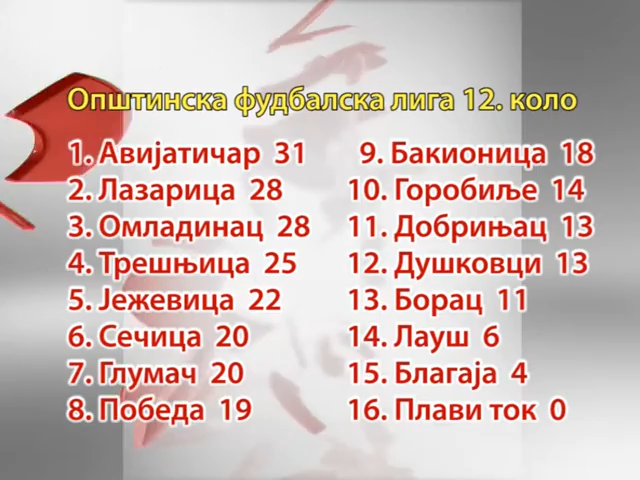 Општинска фудбалска лига 12. коло
1. Авијатичар 31
2. Лазарица 28
3. Омладинац 28
4. Трешњица 25
5. Јежевица 22
6. Сечица 20
7. Глумач 20
8. Победа 19
9. Бакионица 18
10. Горобиље 14
11. Добрињац 13
12. Душковци 13
13. Борац 11
14. Лауш 6
15. Благаја 4
16. Плави ток 0